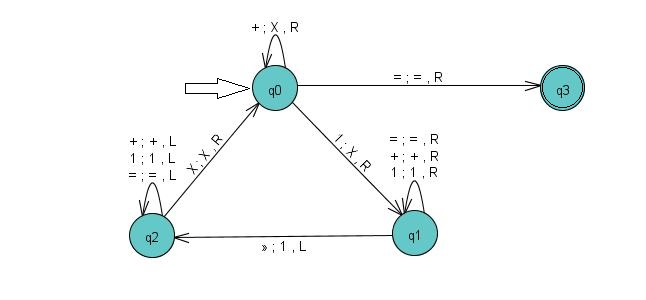 + ; X , R
q0
= ; = , R
q3
+ ; + , L
1 ; 1 , L
= ; = , L
X ; X , R
1 ; X , R
= ; = , R
+ ; + , R
1 ; 1 , R
q2
» ; 1 , L
q1